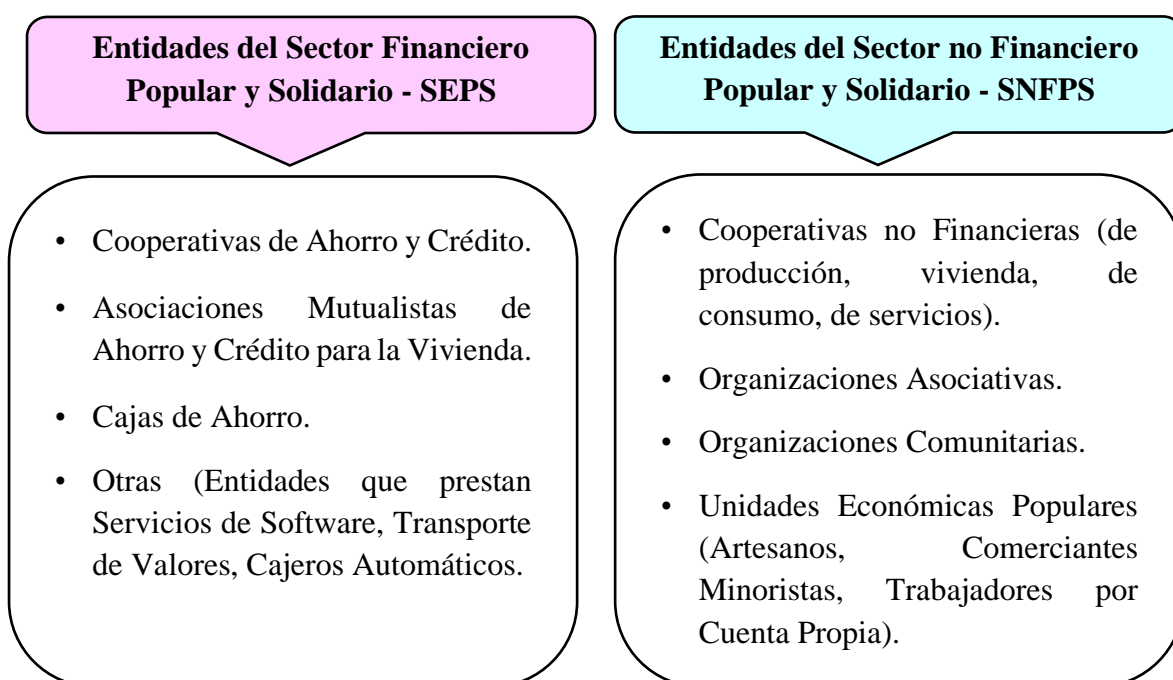 Entidades del Sector Financiero
Popular y Solidario - SEPS
• Cooperativas de Ahorro y Crédito.
• Asociaciones Mutualistas de
Ahorro y Crédito para la Vivienda.
• Cajas de Ahorro.
• Otras (Entidades que prestan
Servicios de Software, Transporte
de Valores, Cajeros Automáticos.
Entidades del Sector no Financiero
Popular y Solidario - SNFPS
• Cooperativas no Financieras (de
producción, vivienda, de
consumo, de servicios).
• Organizaciones Asociativas.
• Organizaciones Comunitarias.
• Unidades Económicas Populares
(Artesanos, Comerciantes
Minoristas, Trabajadores por
Cuenta Propia).